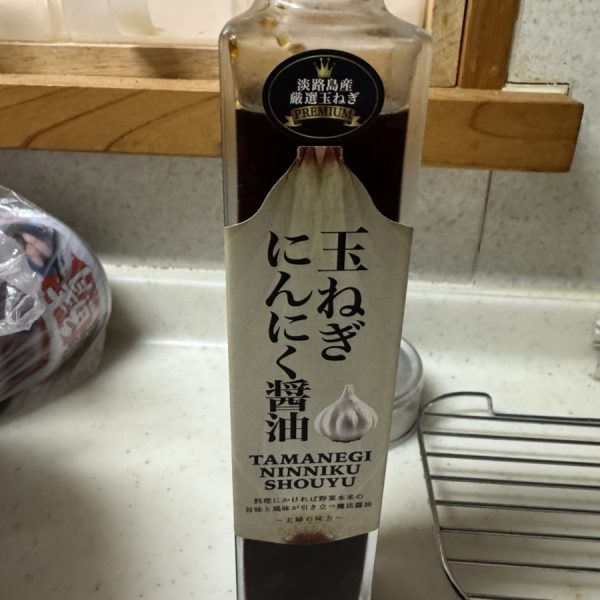 淡路島産
厳選玉ねぎ
PREMIUM
玉ねぎ
にんにく醤油
TAMANEGI
NINNIKU
SHOUYU
料理にかければ野菜本来の
旨味と風味が引き立つ魔法醤油
～主婦の味方～